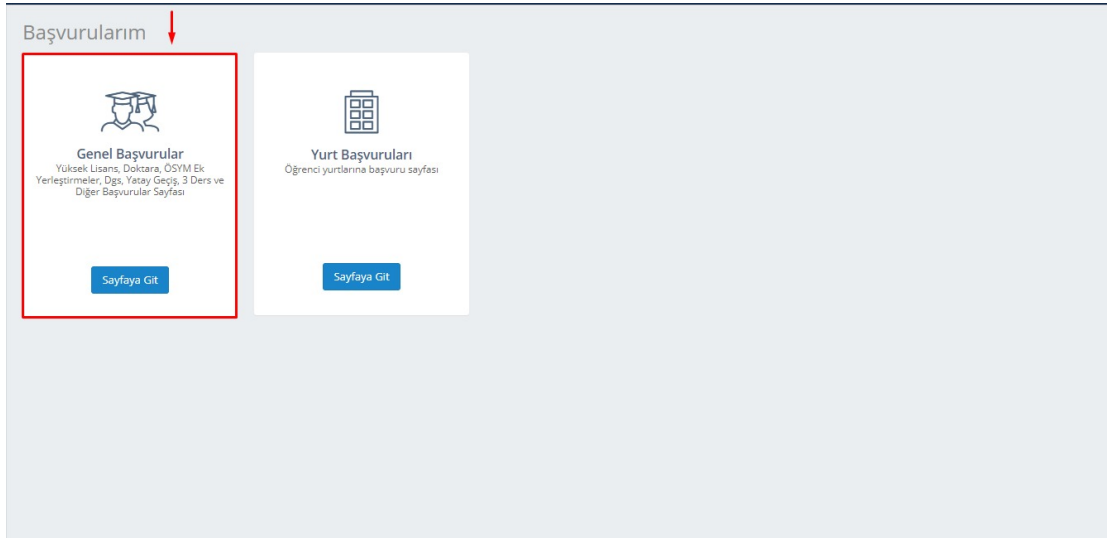 Başvurularım
Genel Başvurular
Yüksek Lisans, Doktara, ÖSYM Ek
Yerleştirmeler, Dgs, Yatay Geçiş, 3 Ders ve
Diğer Başvurular Sayfası
Sayfaya Git
Yurt Başvuruları
Öğrenci yurtlarına başvuru sayfası
Sayfaya Git